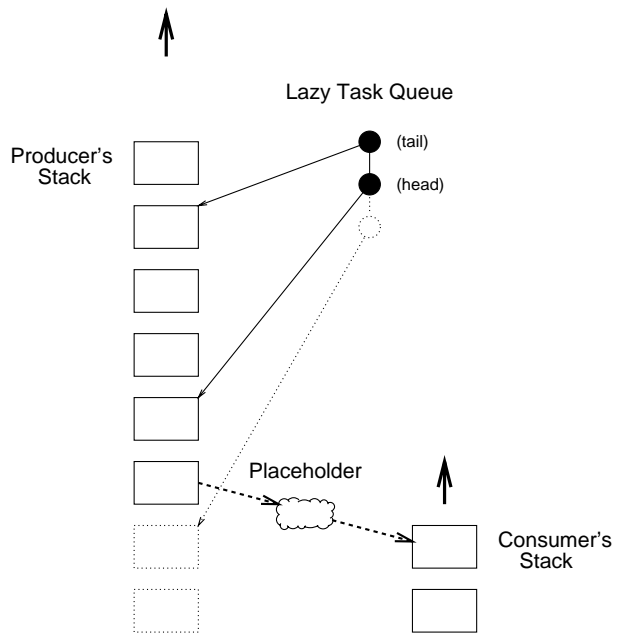 Lazy Task Queue
(tail)
Producer's
Stack
(head)
Placeholder
Consumer's
Stack